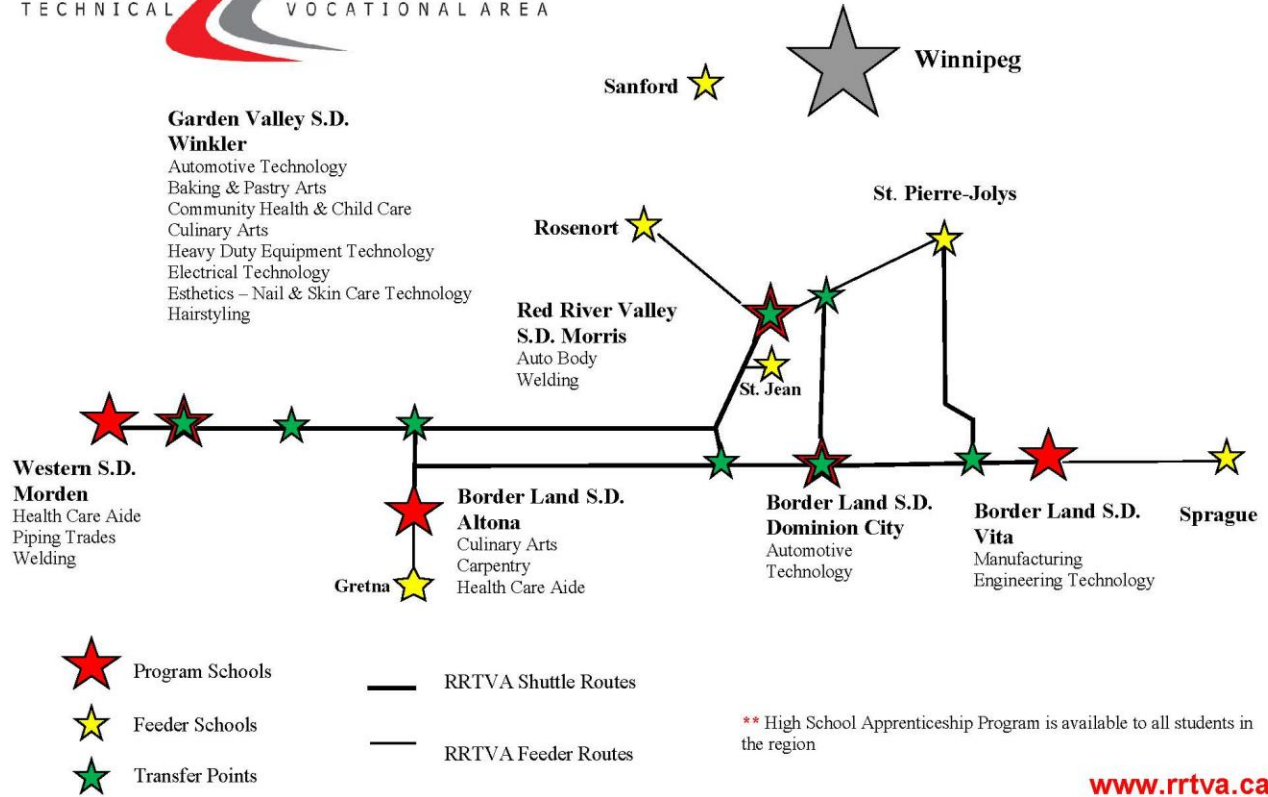 TECHNICAL VOCATIONAL AREA
Winnipeg
Sanford
Garden Valley S.D.
Winkler
Automotive Technology
Baking & Pastry Arts
Community Health & Child Care
Culinary Arts
Heavy Duty Equipment Technology
Electrical Technology
Esthetics – Nail & Skin Care Technology
Hairstyling
St. Pierre-Jolys
Rosenort
Red River Valley
S.D. Morris
Auto Body
Welding
St. Jean
Western S.D.
Morden
Health Care Aide
Piping Trades
Welding
Border Land S.D.
Altona
Culinary Arts
Carpentry
Health Care Aide
Gretna
Border Land S.D.
Dominion City
Automotive
Technology
Border Land S.D.
Vita
Manufacturing
Engineering Technology
Sprague
Program Schools
Feeder Schools
Transfer Points
RRTVA Shuttle Routes
RRTVA Feeder Routes
** High School Apprenticeship Program is available to all students in
the region
www.rrtva.ca